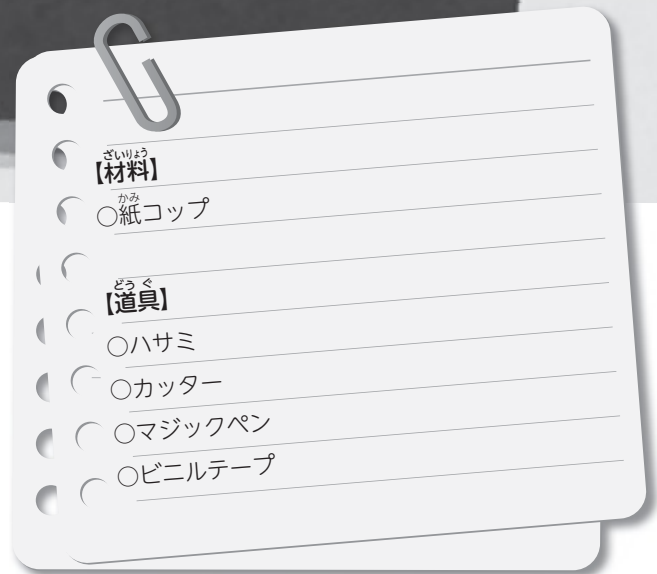 【材料】
○紙コップ
【道具】
○ハサミ
○カッター
○マジックペン
○ビニルテープ